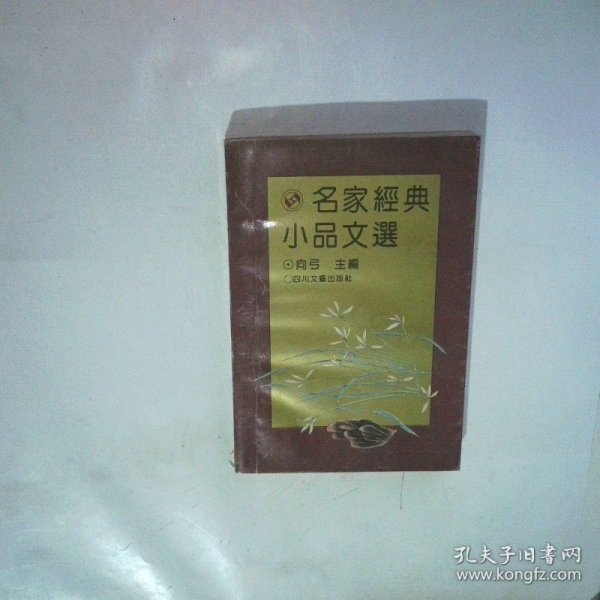 名家經典
小品文選
向弓 主編
四川文藝出版社
孔夫子旧书网
www.kongfz.com